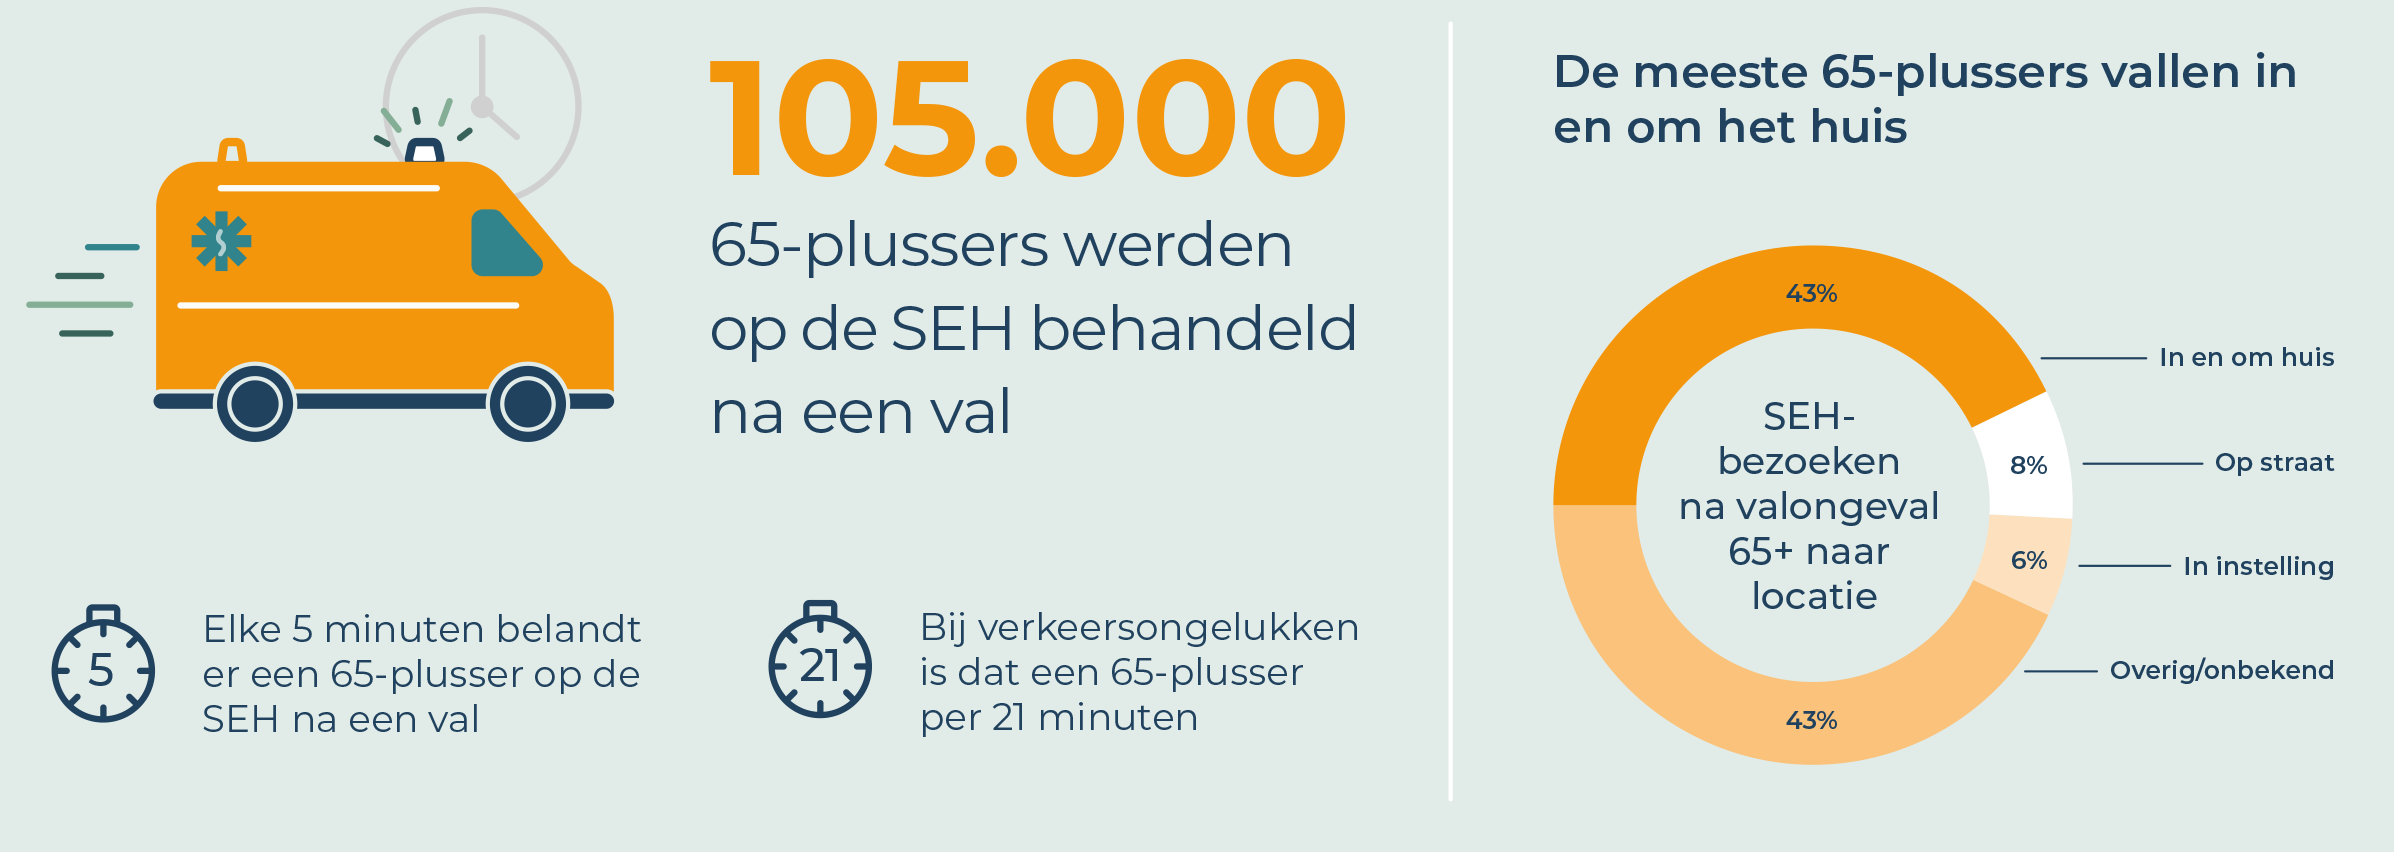 105.000
65-plussers werden
op de SEH behandeld
na een val
5
Elke 5 minuten belandt
er een 65-plusser op de
SEH na een val
21
Bij verkeersongelukken
is dat een 65-plusser
per 21 minuten
De meeste 65-plussers vallen in
en om het huis
43%
In en om huis
8%
Op straat
6%
In instelling
Overig/onbekend
43%
SEH-
bezoeken
na valongeval
65+ naar
locatie